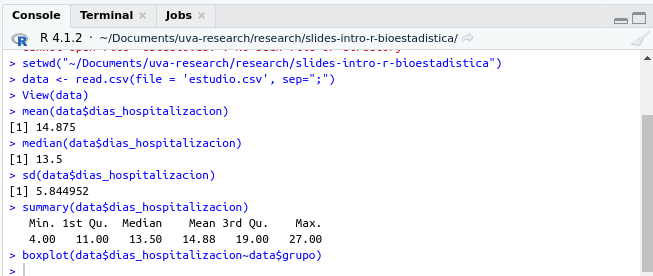 Console Terminal × Jobs ×
R 4.1.2 · ~/Documents/uva-research/research/slides-intro-r-bioestadistica/
> setwd("~/Documents/uva-research/research/slides-intro-r-bioestadistica")
> data <- read.csv(file = 'estudio.csv', sep=";")
> View(data)
> mean(data$dias_hospitalizacion)
[1] 14.875
> median(data$dias_hospitalizacion)
[1] 13.5
> sd(data$dias_hospitalizacion)
[1] 5.844952
> summary(data$dias_hospitalizacion)
   Min. 1st Qu.  Median    Mean 3rd Qu.    Max.
   4.00   11.00   13.50   14.88   19.00   27.00
> boxplot(data$dias_hospitalizacion~data$grupo)
>